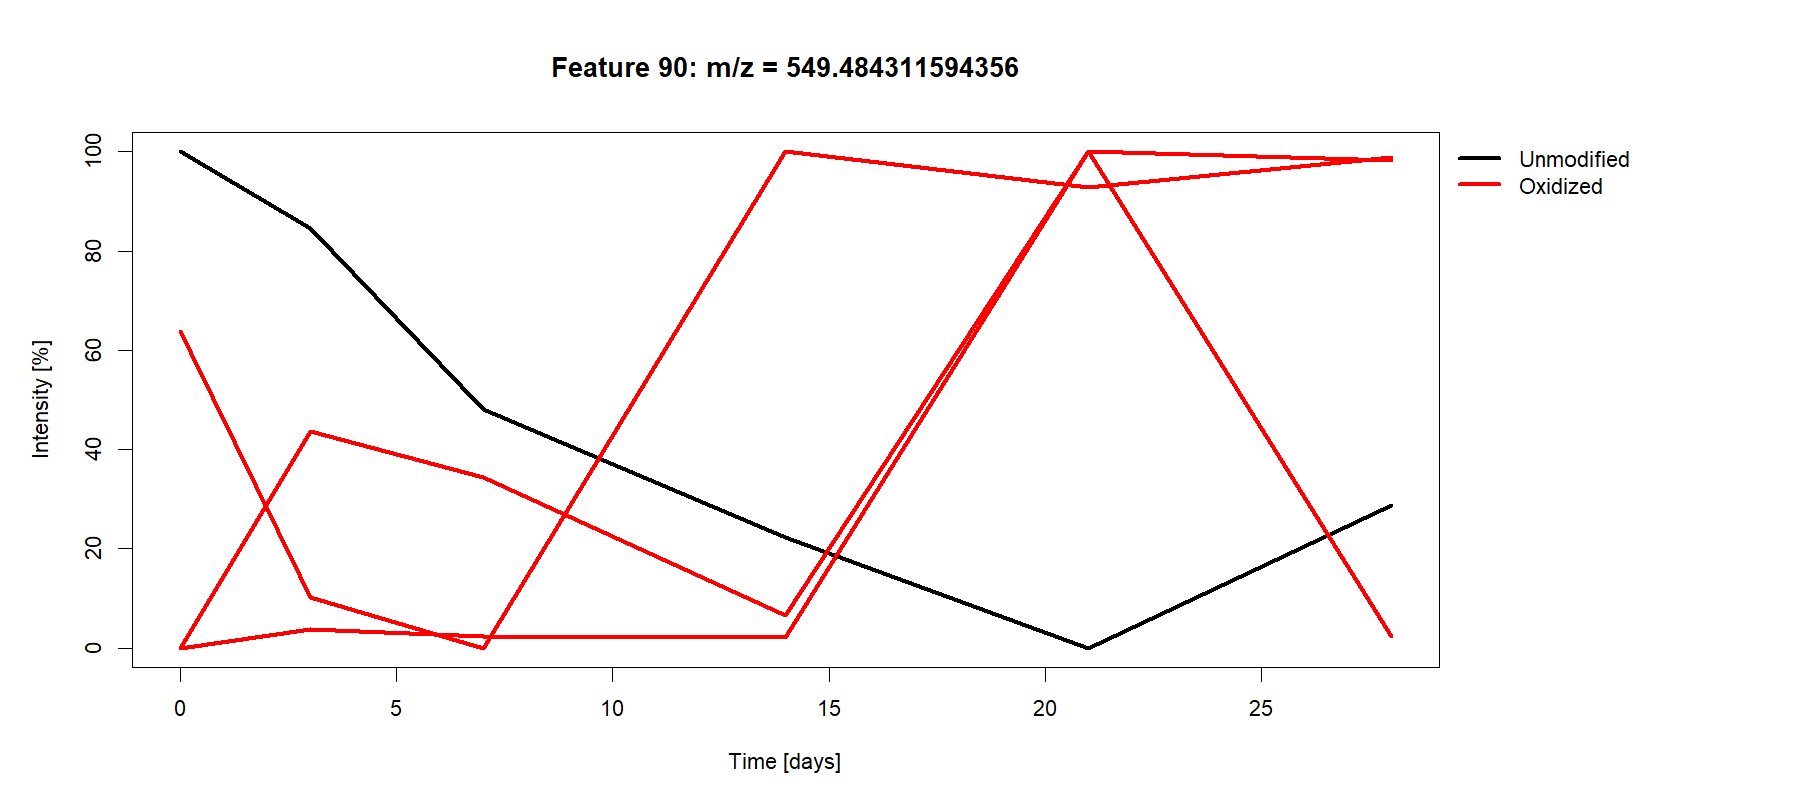 Feature 90: m/z = 549.484311594356
Unmodified
Oxidized
Intensity [%]
100
80
60
40
20
0
0 5 10 15 20 25
Time [days]